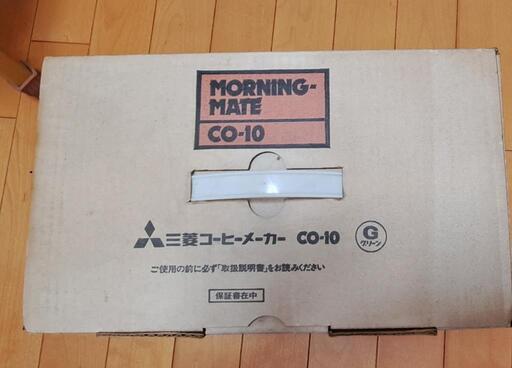 MORNING-
MATE
CO-10
三菱コーヒーメーカー CO-10
G
グリーン
ご使用の前に必ず「取扱説明書」をお読みください
保証書在中